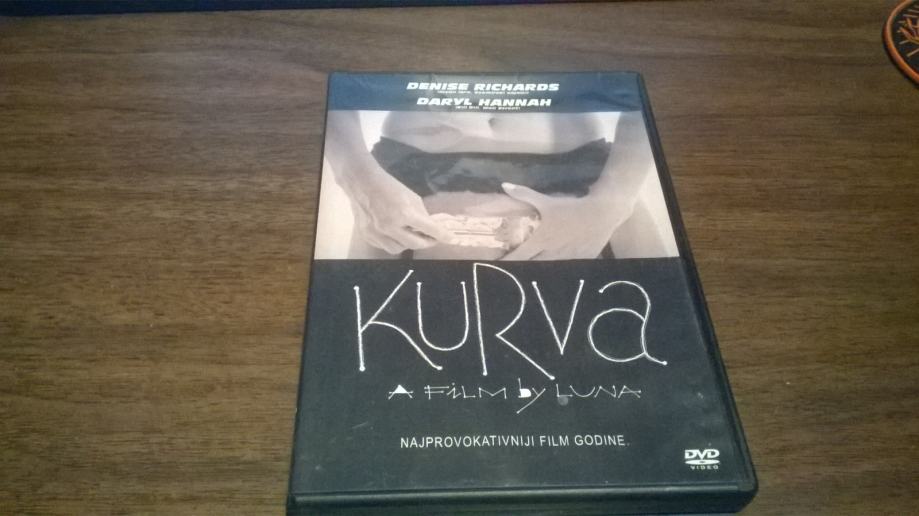 DENISE RICHARDS
DARYL HANNAH
KURVa
A FiLM by LUNA
NAJPROVOKATIVNIJI FILM GODINE.
DVD
VIDEO